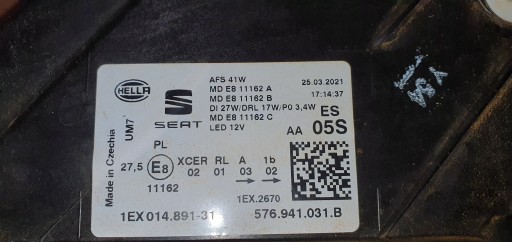 HELLA
SEAT
AFS 41W
MD E8 11162 A
MD E8 11162 B
DI 27W/DRL 17W/P0 3,4W
MD E8 11162 C
LED 12V
25.03.2021
17:14:37
ES
AA 05S
Made in Czechia
UM7
PL
27,5 E8
11162
XCER RL A 1b
02 01 03 02
1EX.2670
1EX 014.891-31
576.941.031.B